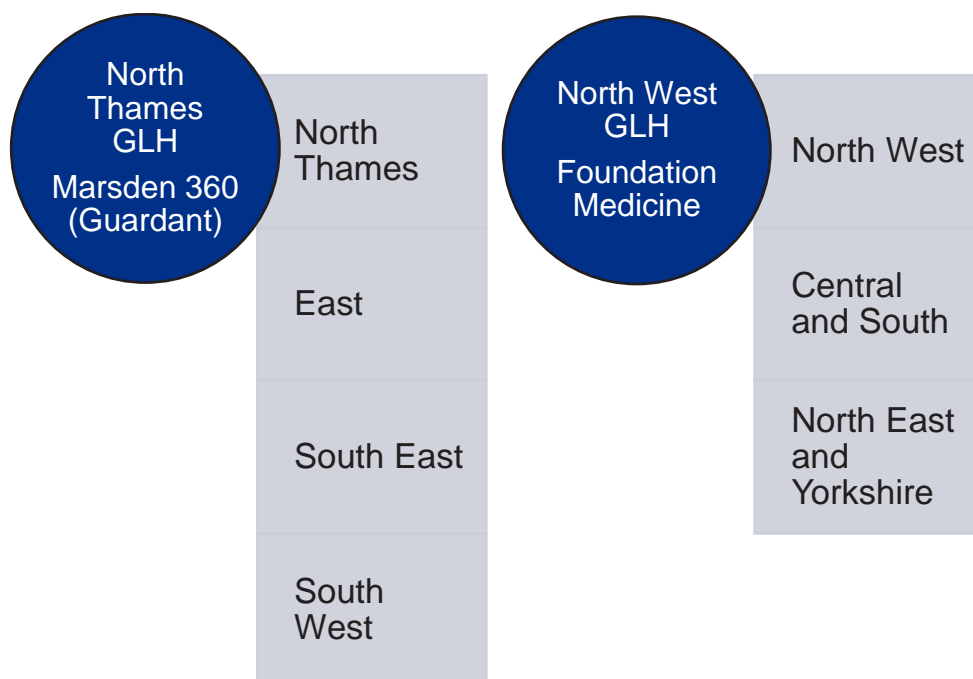 North
Thames
GLH
Marsden 360
(Guardant)
North
Thames
East
South East
South
West
North West
GLH
Foundation
Medicine
North West
Central
and South
North East
and
Yorkshire